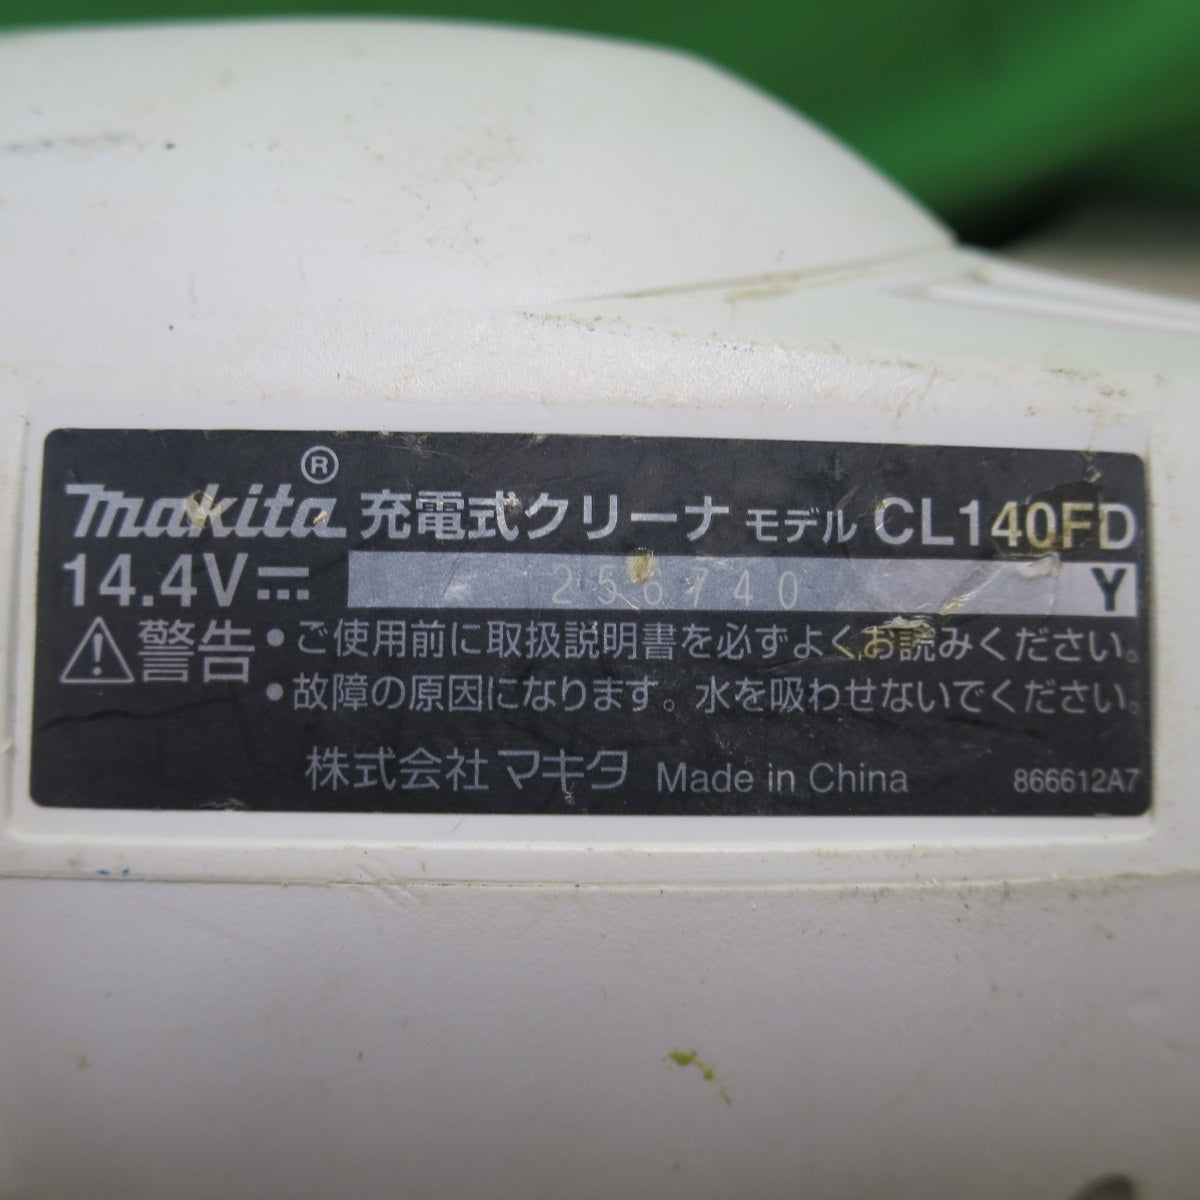 makita® 充電式クリーナ モデル CL140FD
14.4V⎓ 256740 Y
⚠警告 •ご使用前に取扱説明書を必ずよくお読みください。
•故障の原因になります。水を吸わせないでください。
株式会社マキタ Made in China 866612A7